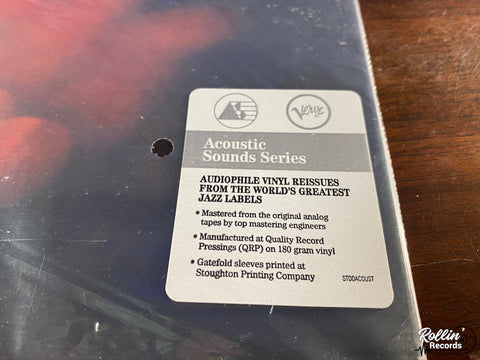 Verve
Acoustic
Sounds Series
AUDIOPHILE VINYL REISSUES
FROM THE WORLD'S GREATEST
JAZZ LABELS
• Mastered from the original analog
tapes by top mastering engineers
• Manufactured at Quality Record
Pressings (QRP) on 180 gram vinyl
• Gatefold sleeves printed at
Stoughton Printing Company
STDDACOUST
Rollin'
Records